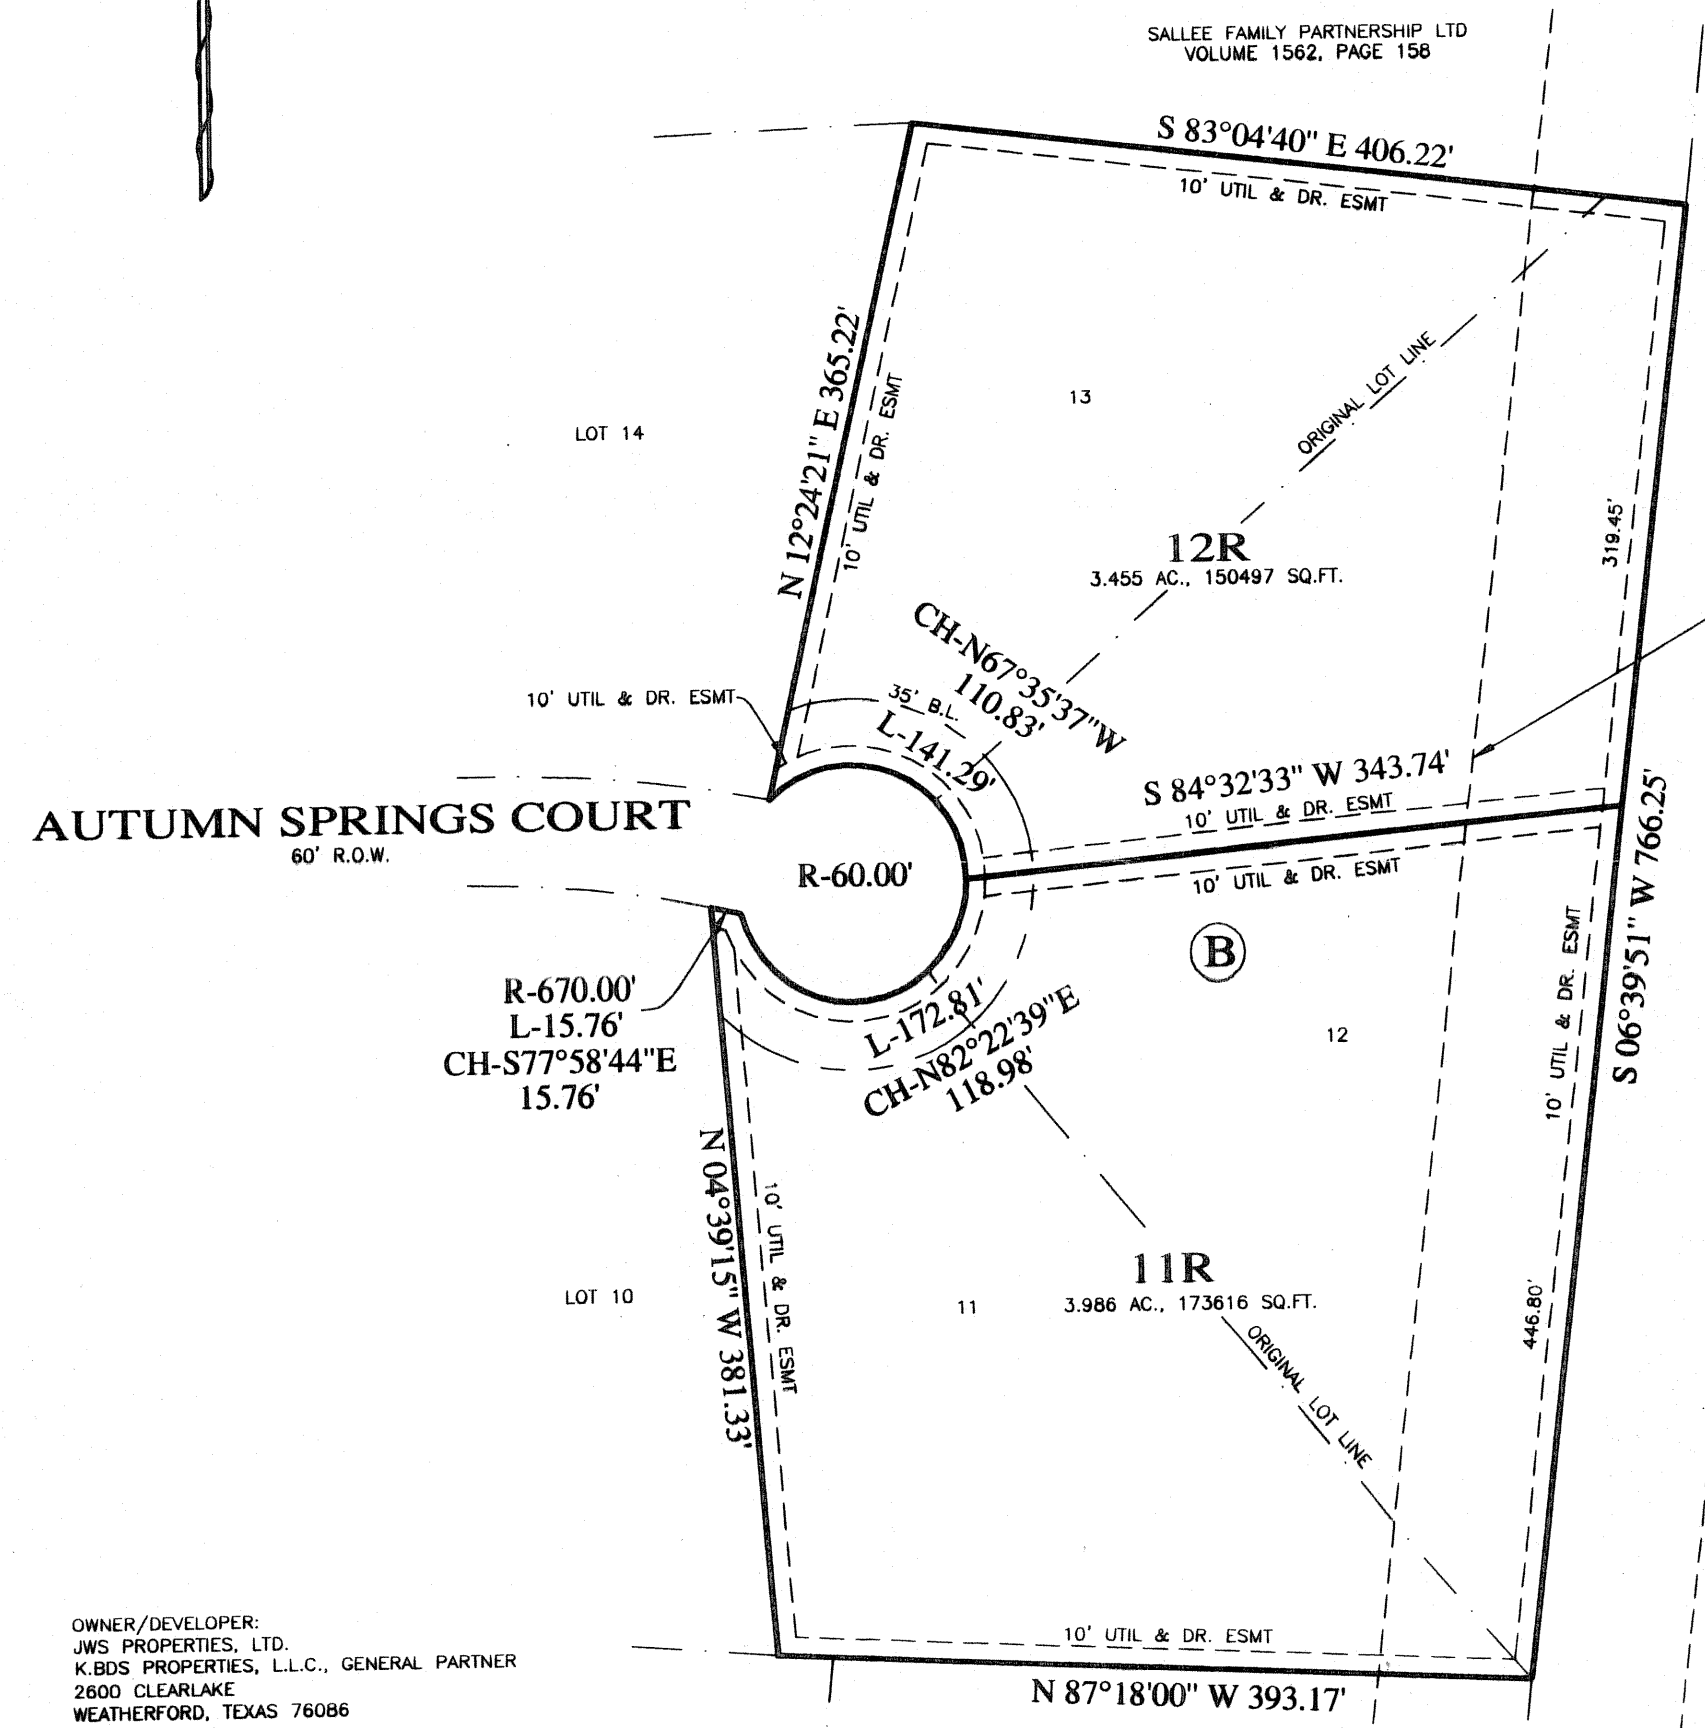 SALLEE FAMILY PARTNERSHIP LTD
VOLUME 1562, PAGE 158
S 83°04'40" E 406.22'
10' UTIL & DR. ESMT
N 12°24'21" E 365.22'
10' UTIL & DR. ESMT
ORIGINAL LOT LINE
13
LOT 14
319.45'
12R
3.455 AC., 150497 SQ.FT.
CH-N67°35'37"W
110.83'
10' UTIL & DR. ESMT
35' B.L.
L-141.29'
S 84°32'33" W 343.74'
10' UTIL & DR. ESMT
AUTUMN SPRINGS COURT
60' R.O.W.
R-60.00'
10' UTIL & DR. ESMT
S 06°39'51" W 766.25'
B
10' UTIL & DR. ESMT
R-670.00'
L-15.76'
CH-S77°58'44"E
15.76'
L-172.81'
CH-N82°22'39"E
118.98'
12
N 04°39'15" W 381.33'
10' UTIL & DR. ESMT
11R
3.986 AC., 173616 SQ.FT.
LOT 10
11
446.80'
ORIGINAL LOT LINE
10' UTIL & DR. ESMT
N 87°18'00" W 393.17'
OWNER/DEVELOPER:
JWS PROPERTIES, LTD.
K.BDS PROPERTIES, L.L.C., GENERAL PARTNER
2600 CLEARLAKE
WEATHERFORD, TEXAS 76086